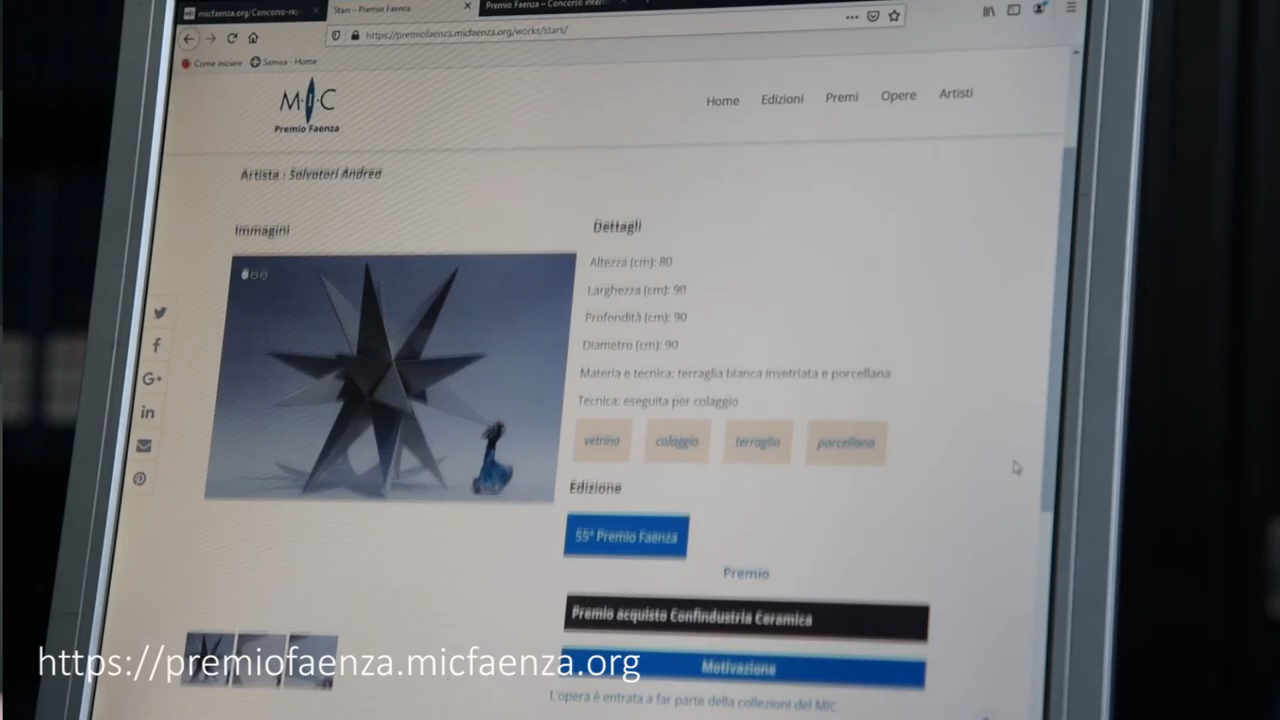 micfaenza.org/Concorso-re
Stars – Premio Faenza
Premio Faenza – Concorso inter
https://premiofaenza.micfaenza.org/works/stars/
Come iniziare
Samea - Home
M·I·C
Premio Faenza
Home
Edizioni
Premi
Opere
Artisti
Artista : Salvatori Andrea
Immagini
Dettagli
Altezza (cm): 80
Larghezza (cm): 90
Profondità (cm): 90
Diametro (cm): 90
Materia e tecnica: terraglia bianca invetriata e porcellana
Tecnica: eseguita per colaggio
vetrina
colaggio
terraglia
porcellana
Edizione
55° Premio Faenza
Premio
Premio acquisto Confindustria Ceramica
Motivazione
L'opera è entrata a far parte della collezioni del MIC
https://premiofaenza.micfaenza.org